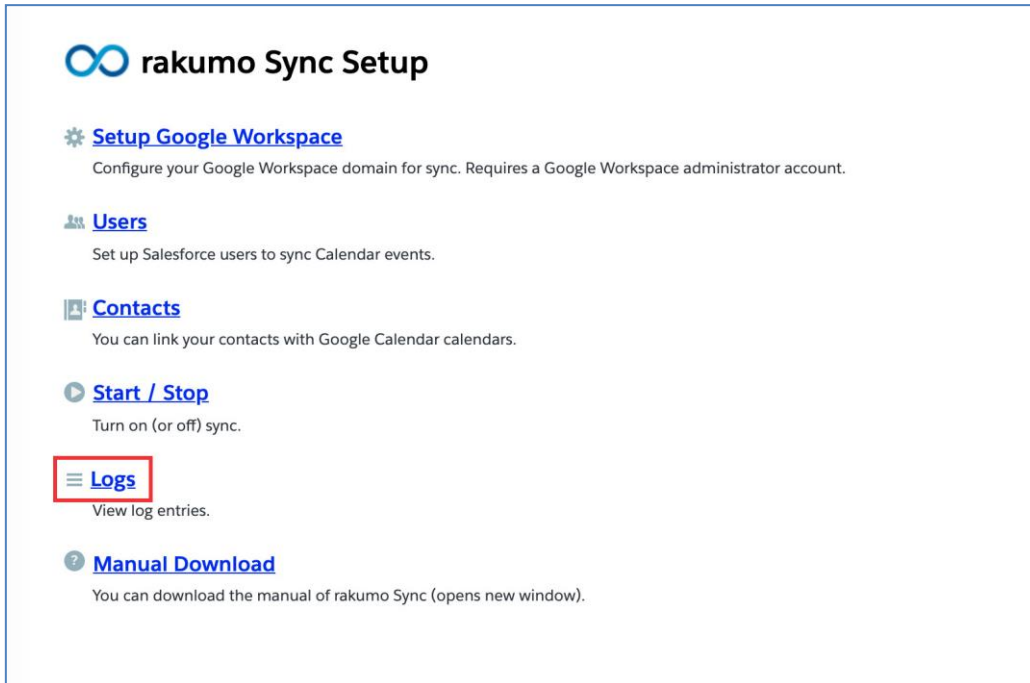 rakumo Sync Setup
Setup Google Workspace
Configure your Google Workspace domain for sync. Requires a Google Workspace administrator account.
Users
Set up Salesforce users to sync Calendar events.
Contacts
You can link your contacts with Google Calendar calendars.
Start / Stop
Turn on (or off) sync.
Logs
View log entries.
Manual Download
You can download the manual of rakumo Sync (opens new window).